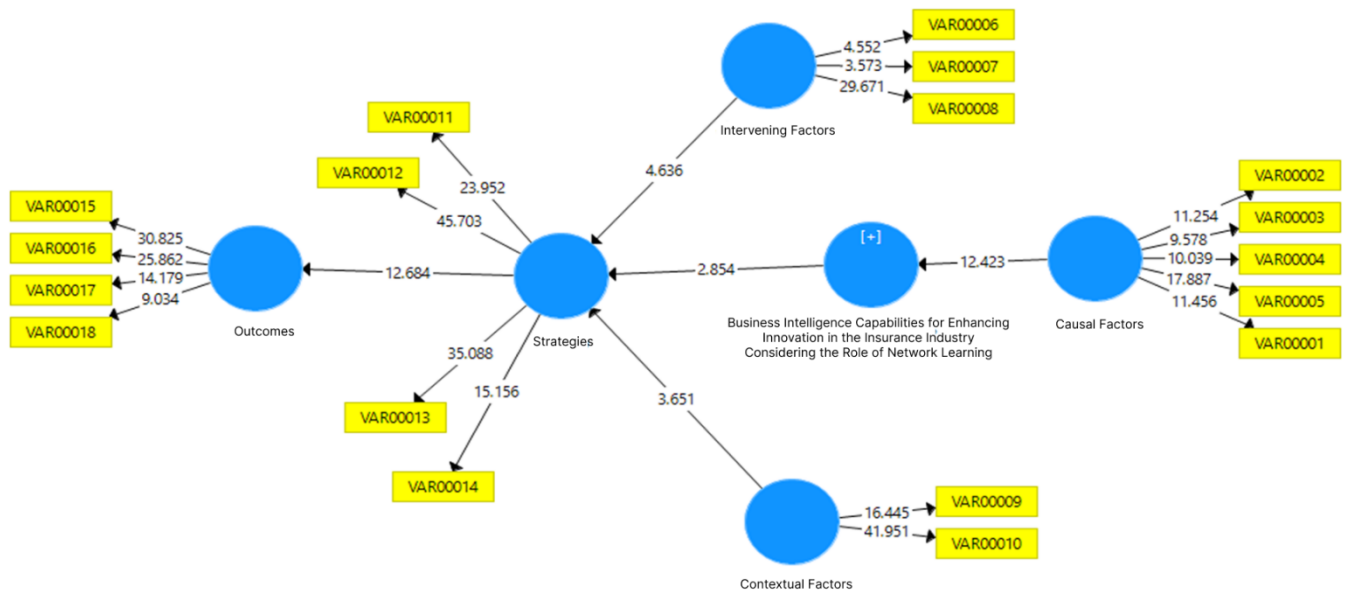 VAR00006
4.552
3.573
VAR00007
29.671
VAR00008
Intervening Factors
VAR00011
VAR00012
23.952
45.703
4.636
VAR00002
VAR00003
VAR00004
VAR00005
VAR00001
11.254
9.578
10.039
17.887
11.456
Causal Factors
VAR00015
VAR00016
VAR00017
VAR00018
30.825
25.862
14.179
9.034
Outcomes
12.684
Strategies
2.854
[+]
12.423
Business Intelligence Capabilities for Enhancing
Innovation in the Insurance Industry
Considering the Role of Network Learning
35.088
15.156
VAR00013
VAR00014
3.651
16.445
41.951
VAR00009
VAR00010
Contextual Factors